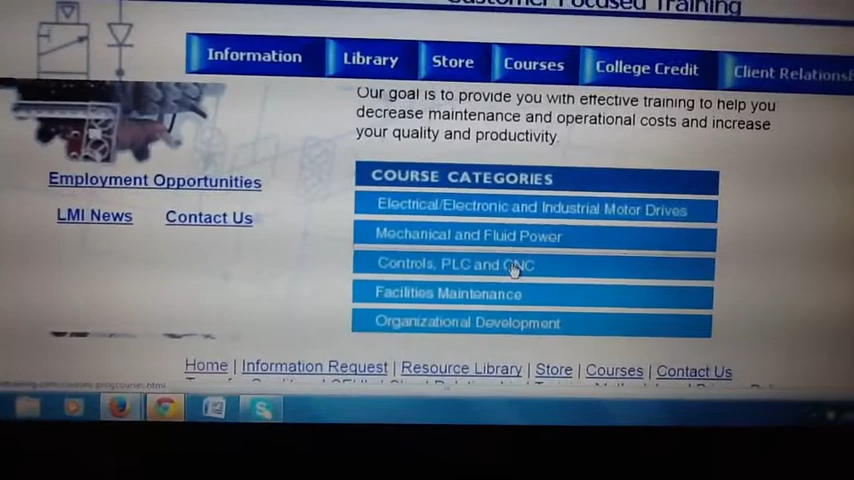 Customer Focused Training
Information
Library
Store
Courses
College Credit
Client Relations
Our goal is to provide you with effective training to help you
decrease maintenance and operational costs and increase
your quality and productivity.
Employment Opportunities
LMI News
Contact Us
COURSE CATEGORIES
Electrical/Electronic and Industrial Motor Drives
Mechanical and Fluid Power
Controls, PLC and CNC
Facilities Maintenance
Organizational Development
Home | Information Request | Resource Library | Store | Courses | Contact Us